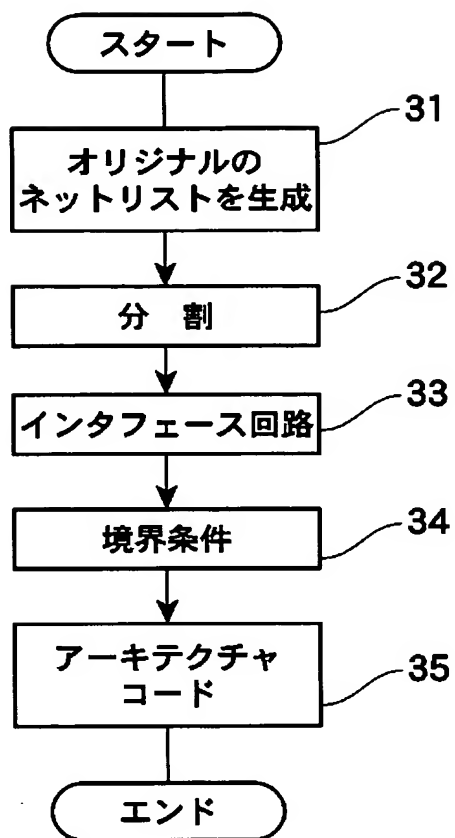 スタート
31
オリジナルの
ネットリストを生成
32
分 割
33
インタフェース回路
34
境界条件
35
アーキテクチャ
コード
エンド